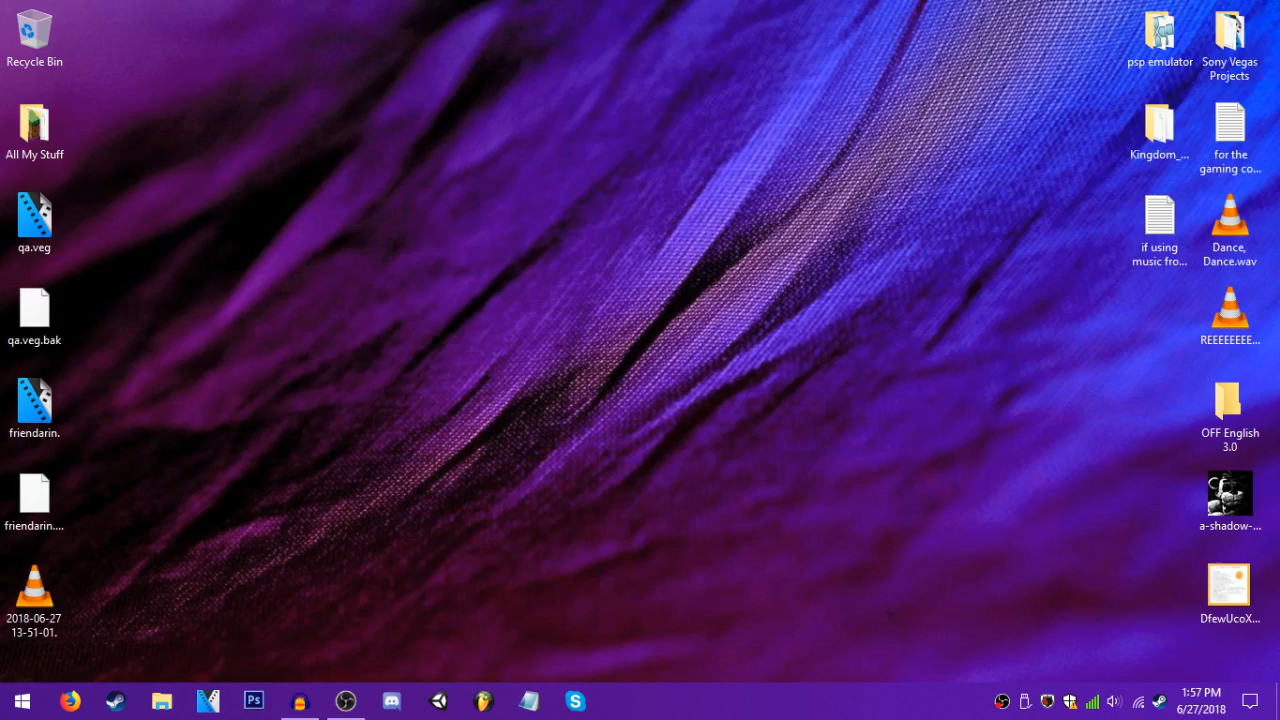 Recycle Bin
All My Stuff
qa.veg
qa.veg.bak
friendarin.
friendarin....
2018-06-27
13-51-01.
psp emulator
Sony Vegas
Projects
Kingdom_...
for the
gaming co...
if using
music fro...
Dance,
Dance.wav
REEEEEEEE...
OFF English
3.0
a-shadow-...
DfewUcoX...
Ps
1:57 PM
6/27/2018